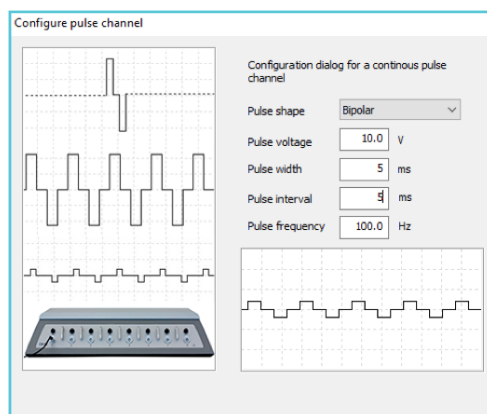 Configure pulse channel
Configuration dialog for a continous pulse
channel
Pulse shape Bipolar
Pulse voltage 10.0 V
Pulse width 5 ms
Pulse interval 5 ms
Pulse frequency 100.0 Hz